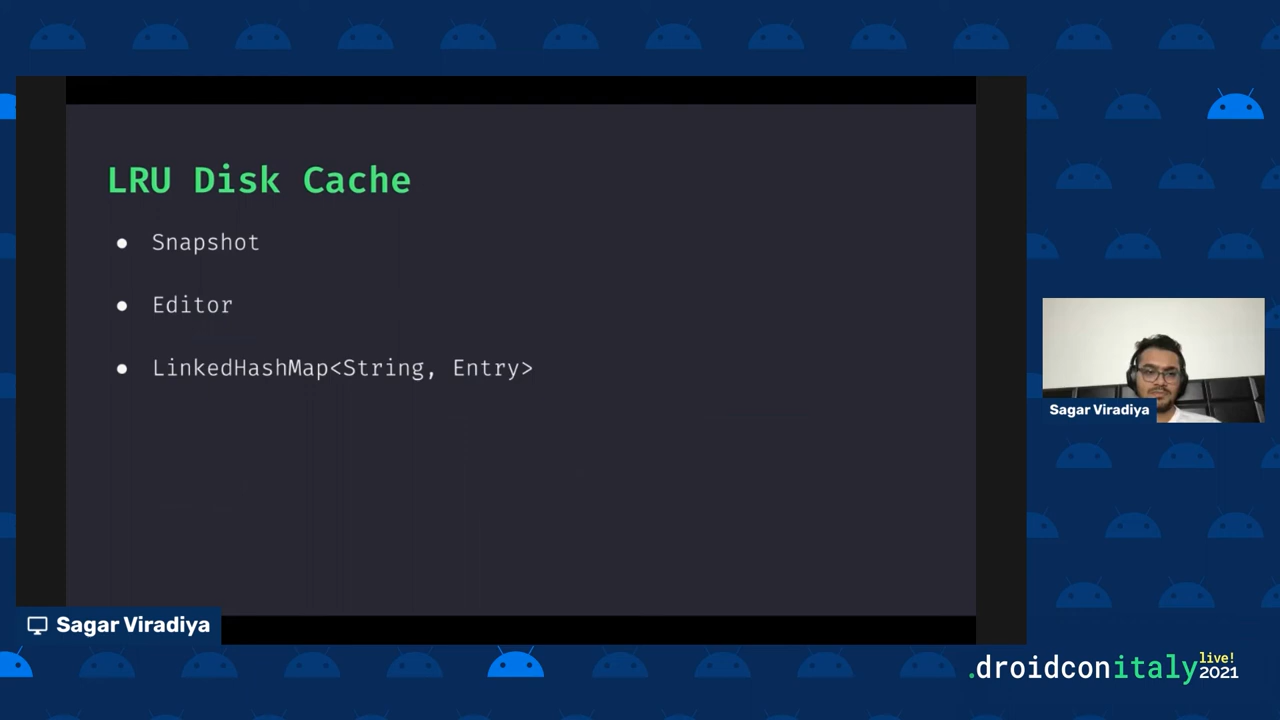 LRU Disk Cache
● Snapshot
● Editor
● LinkedHashMap<String, Entry>
Sagar Viradiya
Sagar Viradiya
.droidconitaly live! 2021